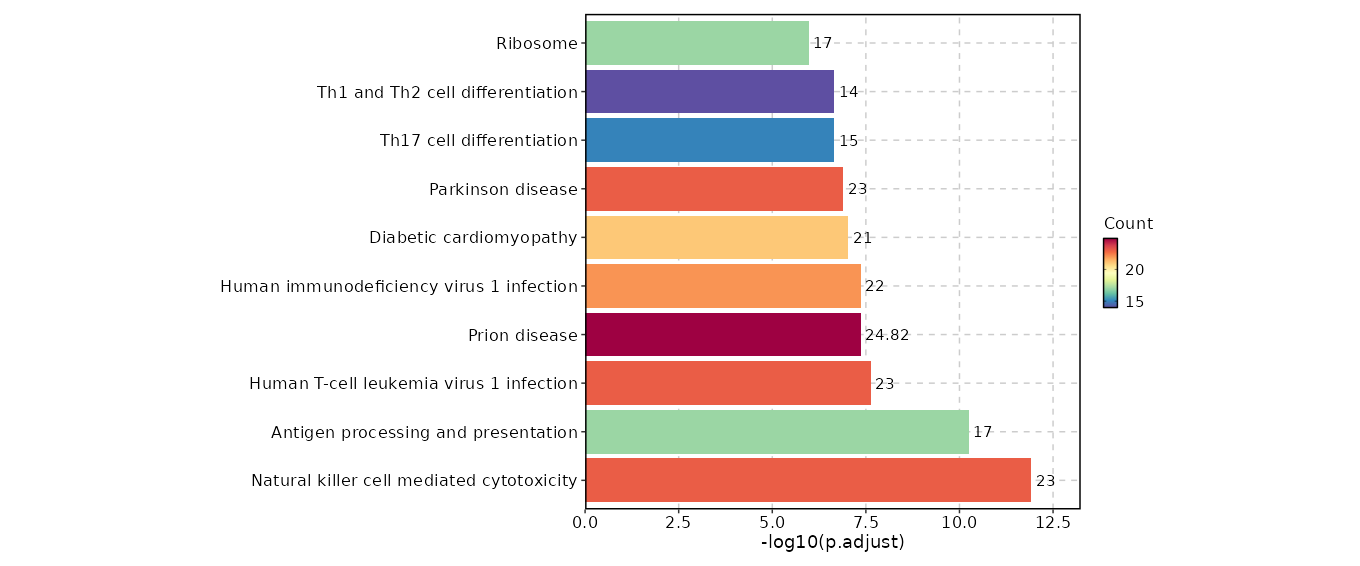 Ribosome
17
Th1 and Th2 cell differentiation
14
Th17 cell differentiation
15
Parkinson disease
23
Diabetic cardiomyopathy
21
Human immunodeficiency virus 1 infection
22
Prion disease
24.82
Human T-cell leukemia virus 1 infection
23
Antigen processing and presentation
17
Natural killer cell mediated cytotoxicity
23
0.0 2.5 5.0 7.5 10.0 12.5
-log10(p.adjust)
Count
20
15